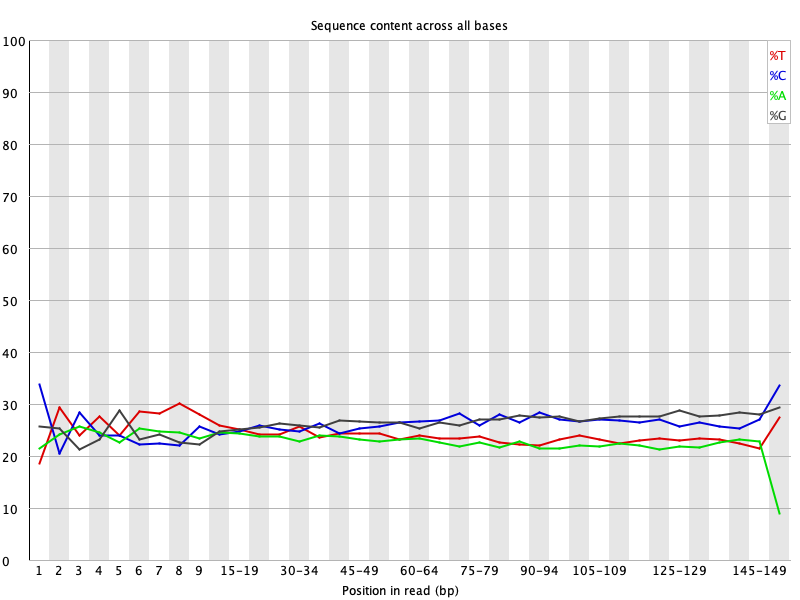 Sequence content across all bases
100
90
80
70
60
50
40
30
20
10
0
%T
%C
%A
%G
1 2 3 4 5 6 7 8 9 15-19 30-34 45-49 60-64 75-79 90-94 105-109 125-129 145-149
Position in read (bp)